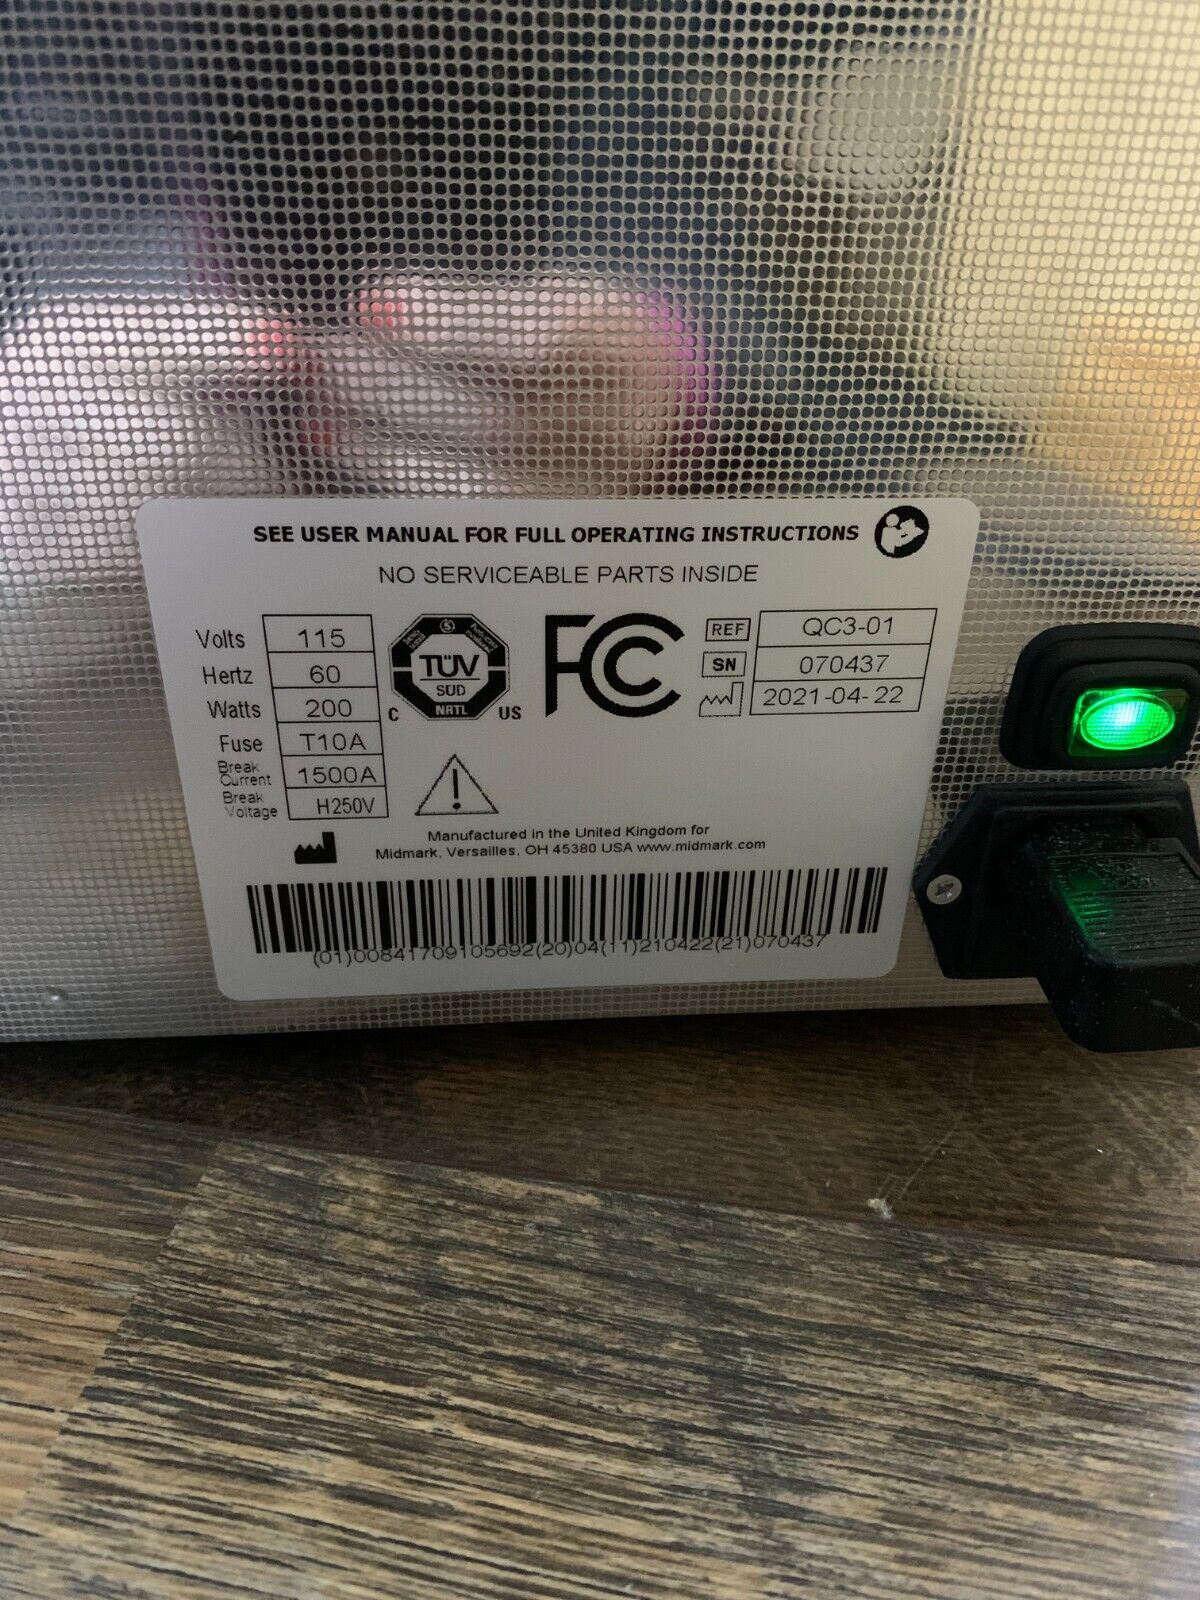 SEE USER MANUAL FOR FULL OPERATING INSTRUCTIONS
NO SERVICEABLE PARTS INSIDE
Volts 115
Hertz 60
Watts 200
Fuse T10A
Break Current 1500A
Break Voltage H250V
TÜV
SUD
NRTL
C US
FC
REF QC3-01
SN 070437
2021-04-22
Manufactured in the United Kingdom for
Midmark, Versailles, OH 45380 USA www.midmark.com
(01)00841709105692(20)04(11)210422(21)070437